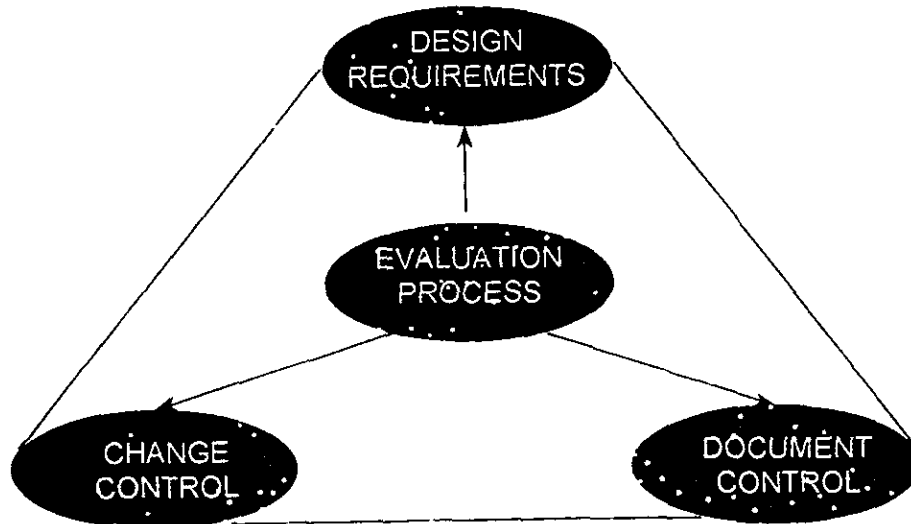 DESIGN
REQUIREMENTS
EVALUATION
PROCESS
CHANGE
CONTROL
DOCUMENT
CONTROL